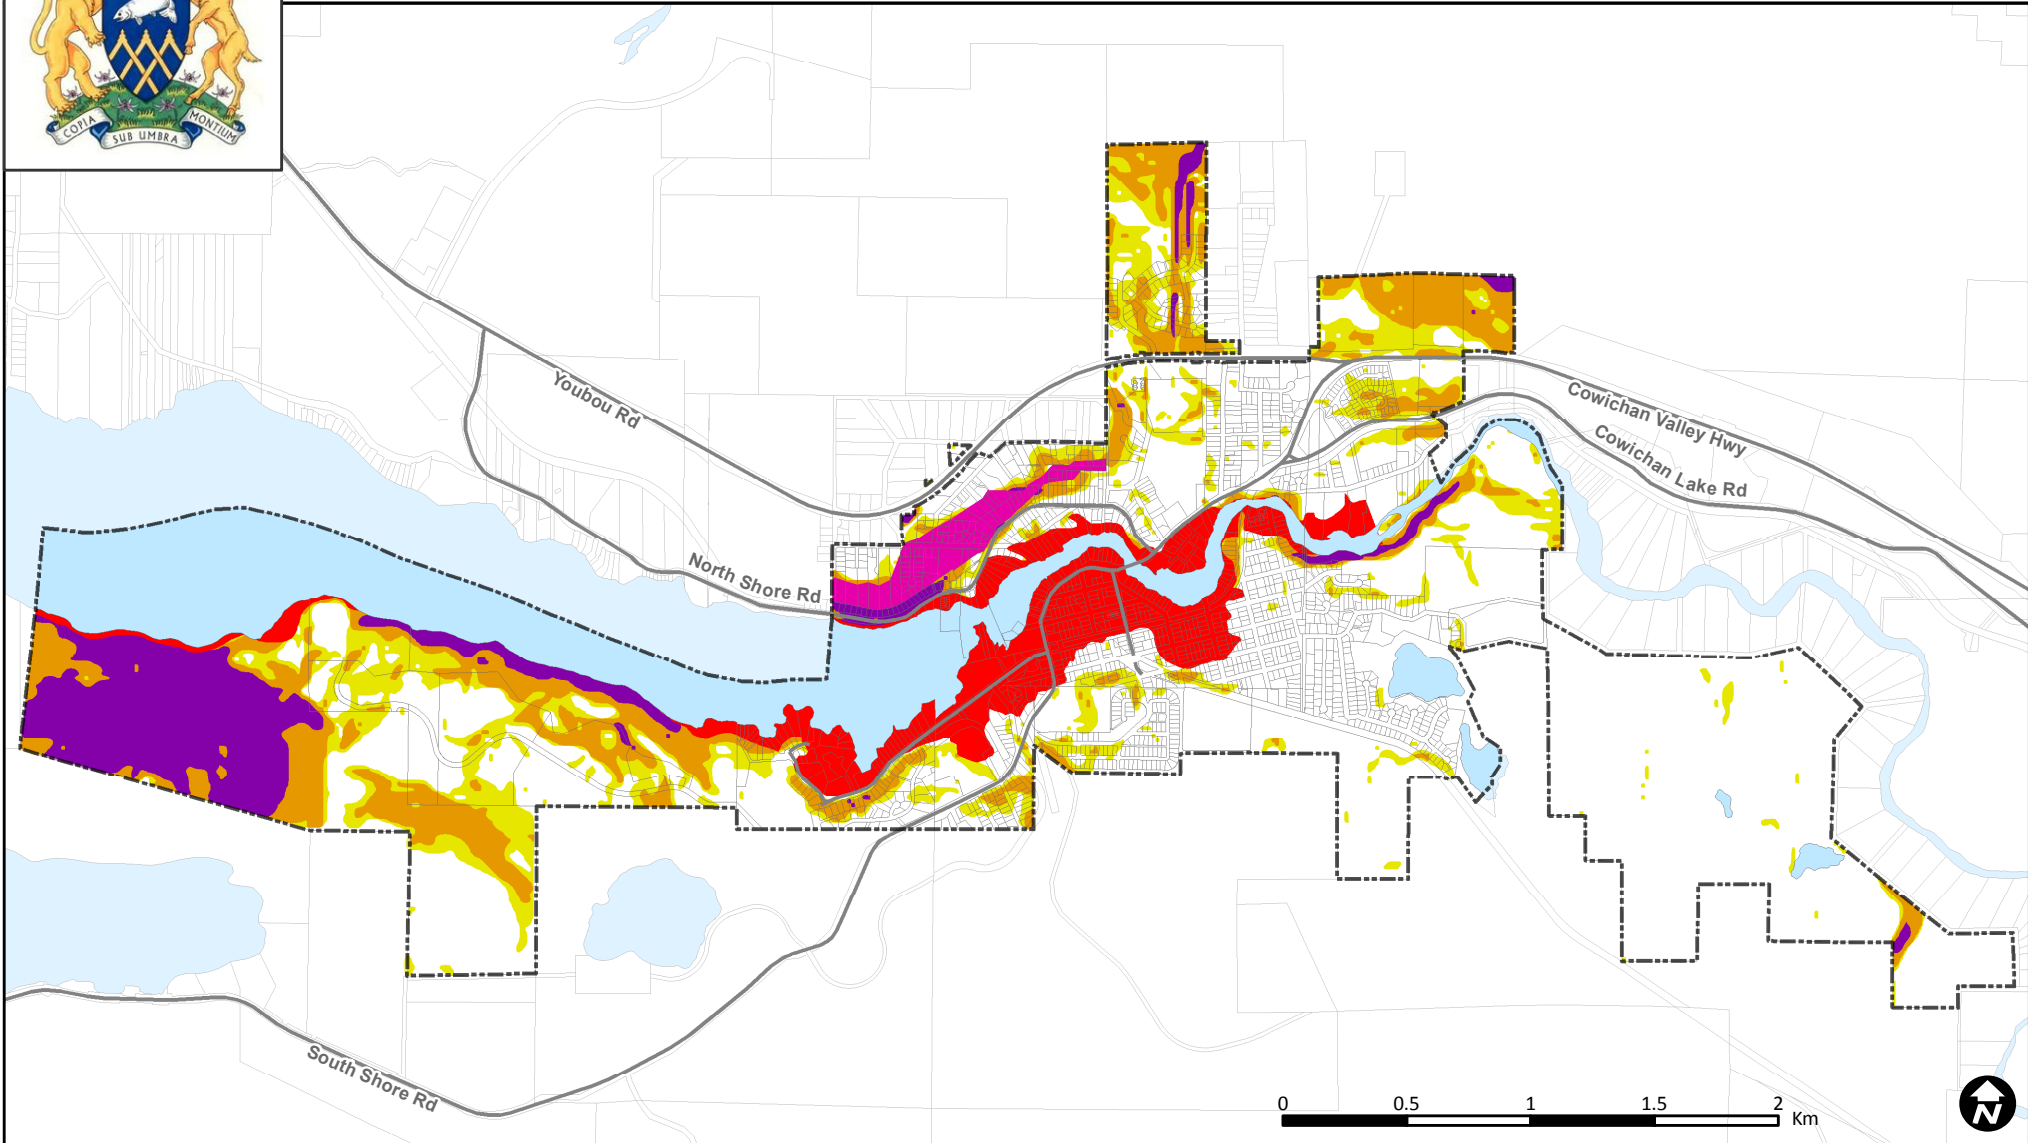 COPIA
SUB UMBRA
MONTIUM
Youbou Rd
Cowichan Valley Hwy
Cowichan Lake Rd
North Shore Rd
South Shore Rd
0 0.5 1 1.5 2 Km
N